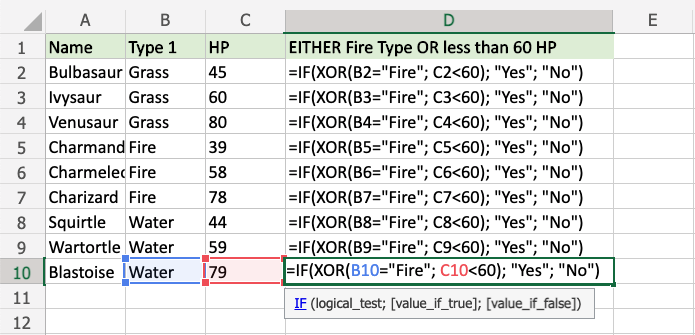 A B C D E
1 Name Type 1 HP EITHER Fire Type OR less than 60 HP
2 Bulbasaur Grass 45 =IF(XOR(B2="Fire"; C2<60); "Yes"; "No")
3 Ivysaur Grass 60 =IF(XOR(B3="Fire"; C3<60); "Yes"; "No")
4 Venusaur Grass 80 =IF(XOR(B4="Fire"; C4<60); "Yes"; "No")
5 Charmand Fire 39 =IF(XOR(B5="Fire"; C5<60); "Yes"; "No")
6 Charmelec Fire 58 =IF(XOR(B6="Fire"; C6<60); "Yes"; "No")
7 Charizard Fire 78 =IF(XOR(B7="Fire"; C7<60); "Yes"; "No")
8 Squirtle Water 44 =IF(XOR(B8="Fire"; C8<60); "Yes"; "No")
9 Wartortle Water 59 =IF(XOR(B9="Fire"; C9<60); "Yes"; "No")
10 Blastoise Water 79 =IF(XOR(B10="Fire"; C10<60); "Yes"; "No")
11 IF (logical_test; [value_if_true]; [value_if_false])
12